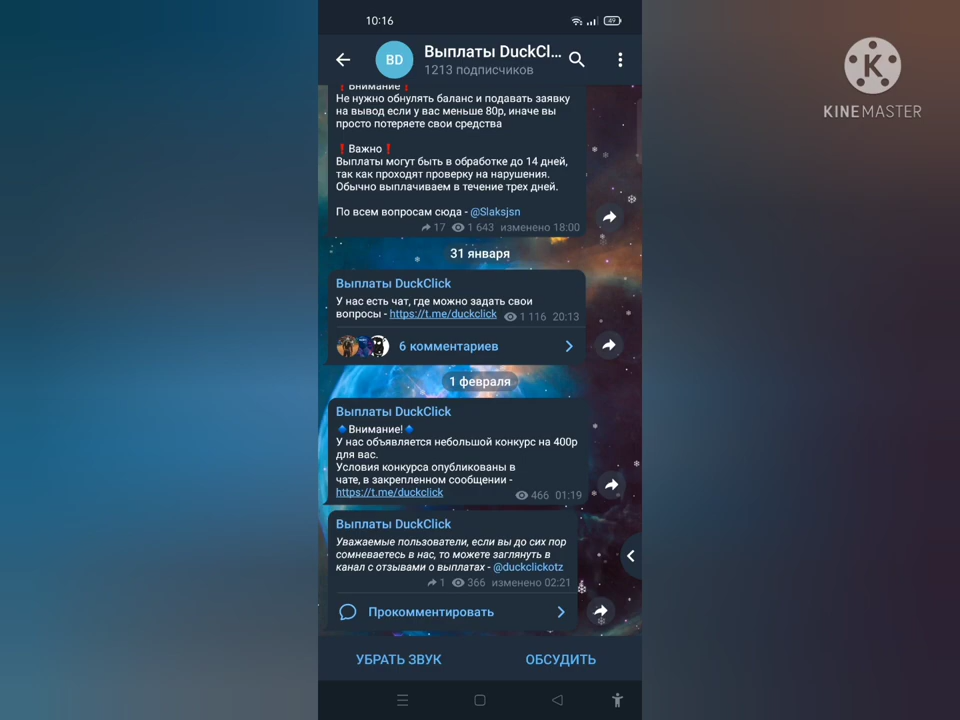 10:16
49
BD
Выплаты DuckCl...
1213 подписчиков
❗Внимание❗
Не нужно обнулять баланс и подавать заявку
на вывод если у вас меньше 80р, иначе вы
просто потеряете свои средства
❗Важно❗
Выплаты могут быть в обработке до 14 дней,
так как проходят проверку на нарушения.
Обычно выплачиваем в течение трех дней.
По всем вопросам сюда - @Slaksjsn
17 1 643 изменено 18:00
31 января
Выплаты DuckClick
У нас есть чат, где можно задать свои
вопросы - https://t.me/duckclick 1 116 20:13
6 комментариев
1 февраля
Выплаты DuckClick
🔹Внимание!🔹
У нас объявляется небольшой конкурс на 400р
для вас.
Условия конкурса опубликованы в
чате, в закрепленном сообщении -
https://t.me/duckclick 466 01:19
Выплаты DuckClick
Уважаемые пользователи, если вы до сих пор
сомневаетесь в нас, то можете заглянуть в
канал с отзывами о выплатах - @duckclickotz
1 366 изменено 02:21
Прокомментировать
УБРАТЬ ЗВУК ОБСУДИТЬ
K
KINEMASTER